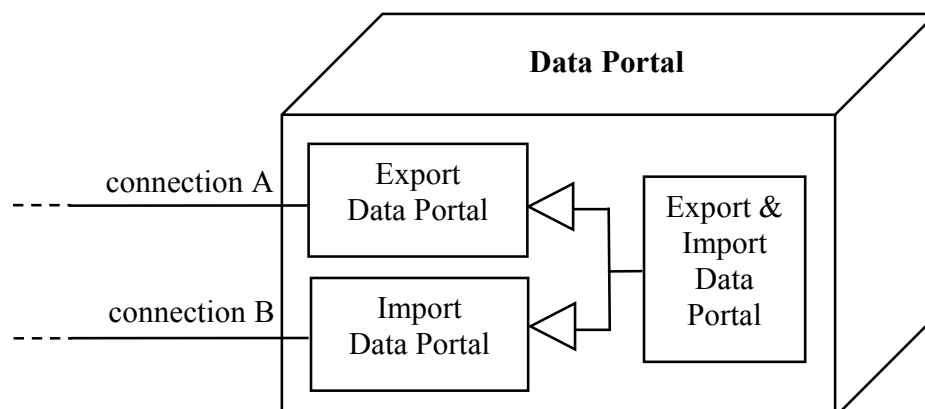 Data Portal
connection A
Export
Data Portal
Export &
Import
Data
Portal
connection B
Import
Data Portal